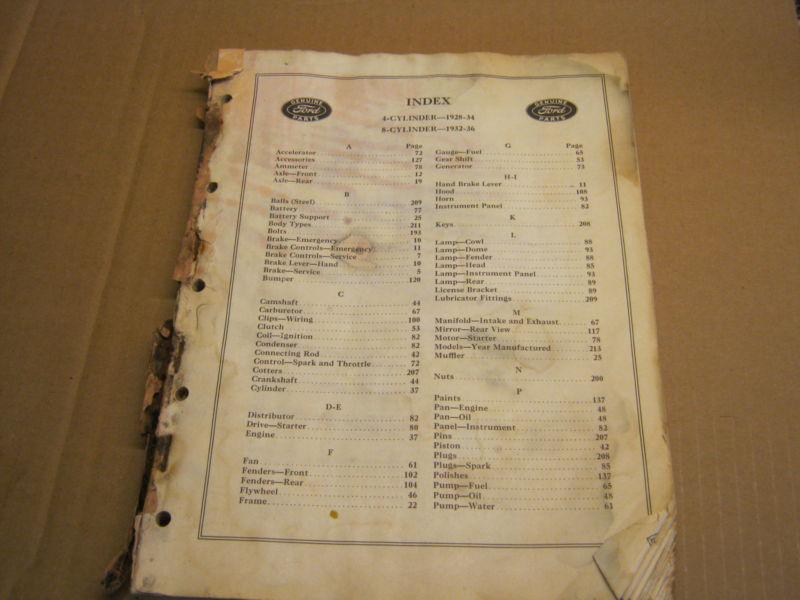 GENUINE
Ford
PARTS
INDEX
4-CYLINDER—1928-34
8-CYLINDER—1932-36
GENUINE
Ford
PARTS
A Page
Accelerator 72
Accessories 127
Ammeter 78
Axle—Front 12
Axle—Rear 19
B
Balls (Steel) 209
Battery 77
Battery Support 25
Body Types 211
Bolts 193
Brake—Emergency 10
Brake Controls—Emergency 11
Brake Controls—Service 7
Brake Lever—Hand 10
Brake—Service 5
Bumper 120
C
Camshaft 44
Carburetor 67
Clips—Wiring 100
Clutch 53
Coil—Ignition 82
Condenser 82
Connecting Rod 42
Control—Spark and Throttle 72
Cotters 207
Crankshaft 44
Cylinder 37
D-E
Distributor 82
Drive—Starter 80
Engine 37
F
Fan 61
Fenders—Front 102
Fenders—Rear 104
Flywheel 46
Frame 22
G Page
Gauge—Fuel 65
Gear Shift 53
Generator 73
H-I
Hand Brake Lever 11
Hood 108
Horn 93
Instrument Panel 82
K
Keys 208
L
Lamp—Cowl 88
Lamp—Dome 93
Lamp—Fender 88
Lamp—Head 85
Lamp—Instrument Panel 93
Lamp—Rear 89
License Bracket 89
Lubricator Fittings 209
M
Manifold—Intake and Exhaust 67
Mirror—Rear View 117
Motor—Starter 78
Models—Year Manufactured 213
Muffler 25
N
Nuts 200
P
Paints 137
Pan—Engine 48
Pan—Oil 48
Panel—Instrument 82
Pins 207
Piston 42
Plugs 208
Plugs—Spark 85
Polishes 137
Pump—Fuel 65
Pump—Oil 48
Pump—Water 61